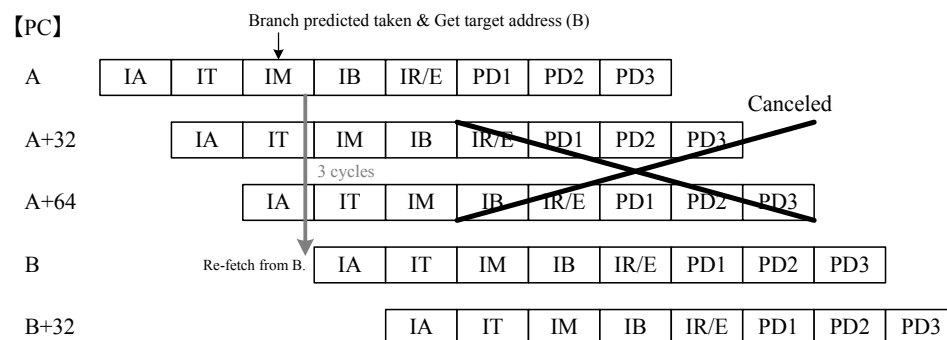 Branch predicted taken & Get target address (B)
【PC】
A IA IT IM IB IR/E PD1 PD2 PD3
Canceled
A+32 IA IT IM IB IR/E PD1 PD2 PD3
3 cycles
A+64 IA IT IM IB IR/E PD1 PD2 PD3
B Re-fetch from B. IA IT IM IB IR/E PD1 PD2 PD3
B+32 IA IT IM IB IR/E PD1 PD2 PD3